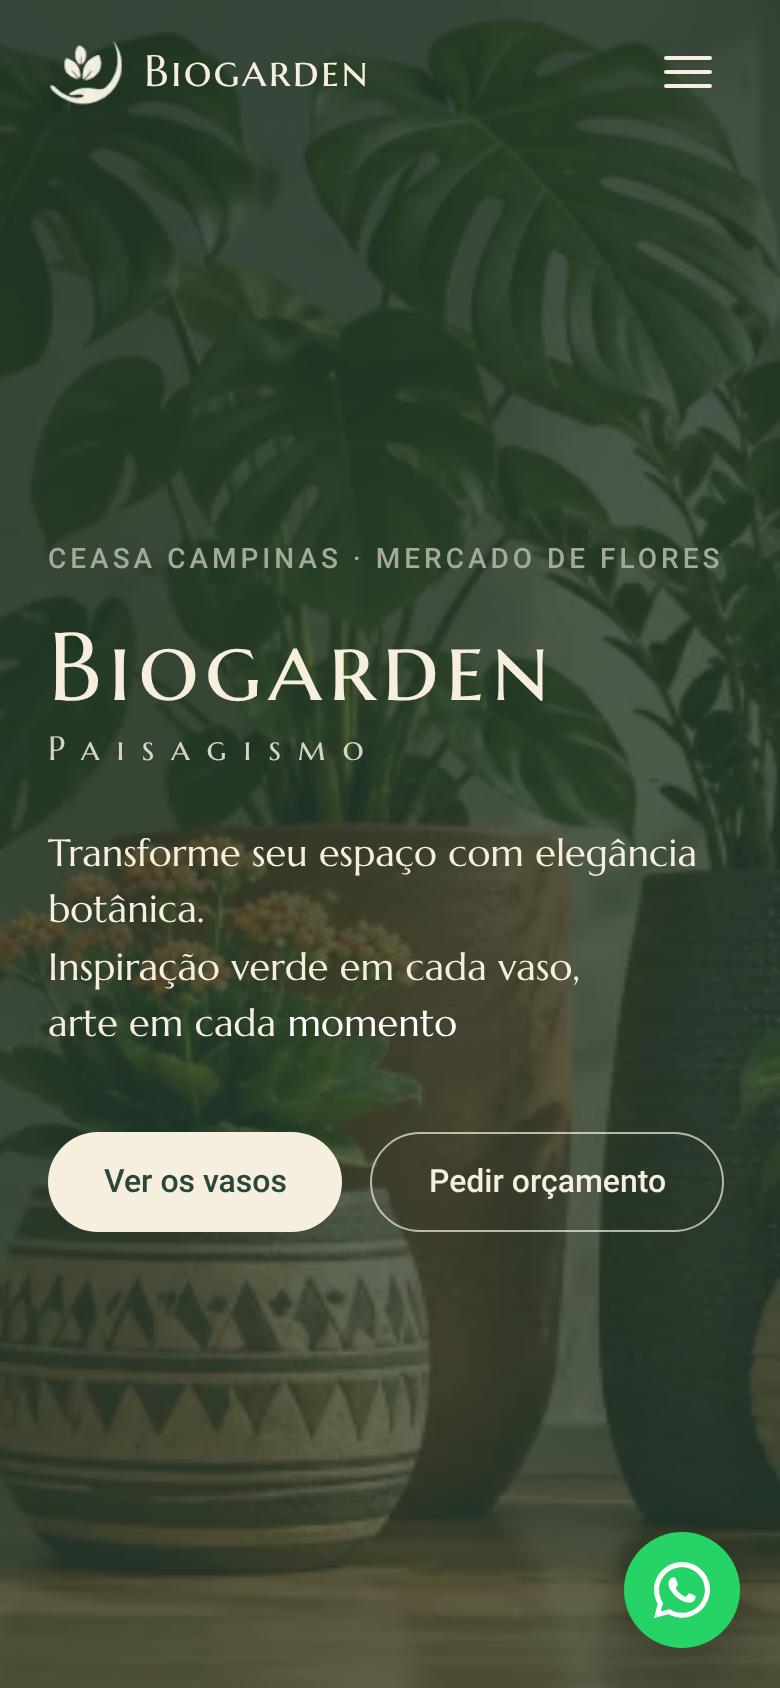 Biogarden
CEASA CAMPINAS · MERCADO DE FLORES
Biogarden
Paisagismo
Transforme seu espaço com elegância
botânica.
Inspiração verde em cada vaso,
arte em cada momento
Ver os vasos
Pedir orçamento